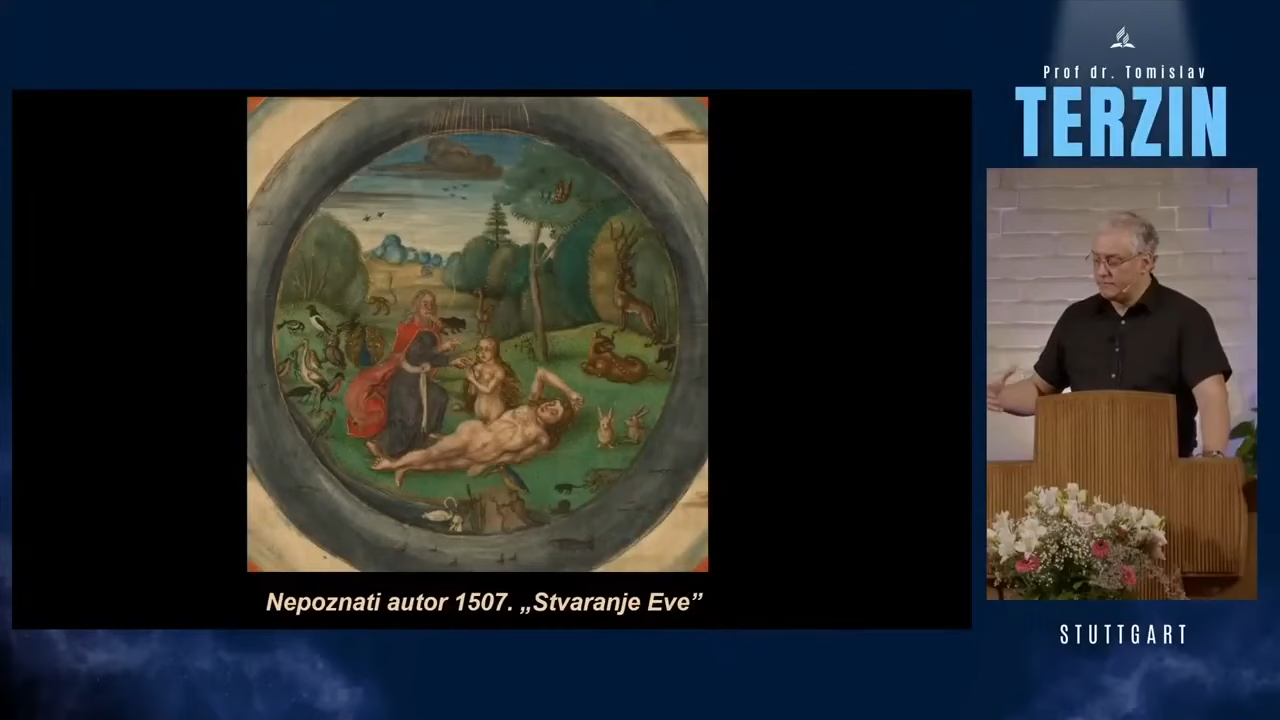 Prof dr. Tomislav
TERZIN
Nepoznati autor 1507. „Stvaranje Eve”
STUTTGART